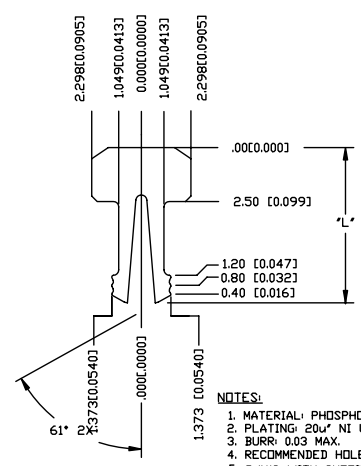 2.298[0.0905]
1.049[0.0413]
0.000[0.0000]
1.049[0.0413]
2.298[0.0905]
.00[0.000]
2.50 [0.099]
"L"
1.20 [0.047]
0.80 [0.032]
0.40 [0.016]
1.373[0.0540]
.000[0.0000]
1.373 [0.0540]
61° 2X
NOTES:
1. MATERIAL: PHOSPHO
2. PLATING: 20u" NI U
3. BURR: 0.03 MAX.
4. RECOMMENDED HOLE